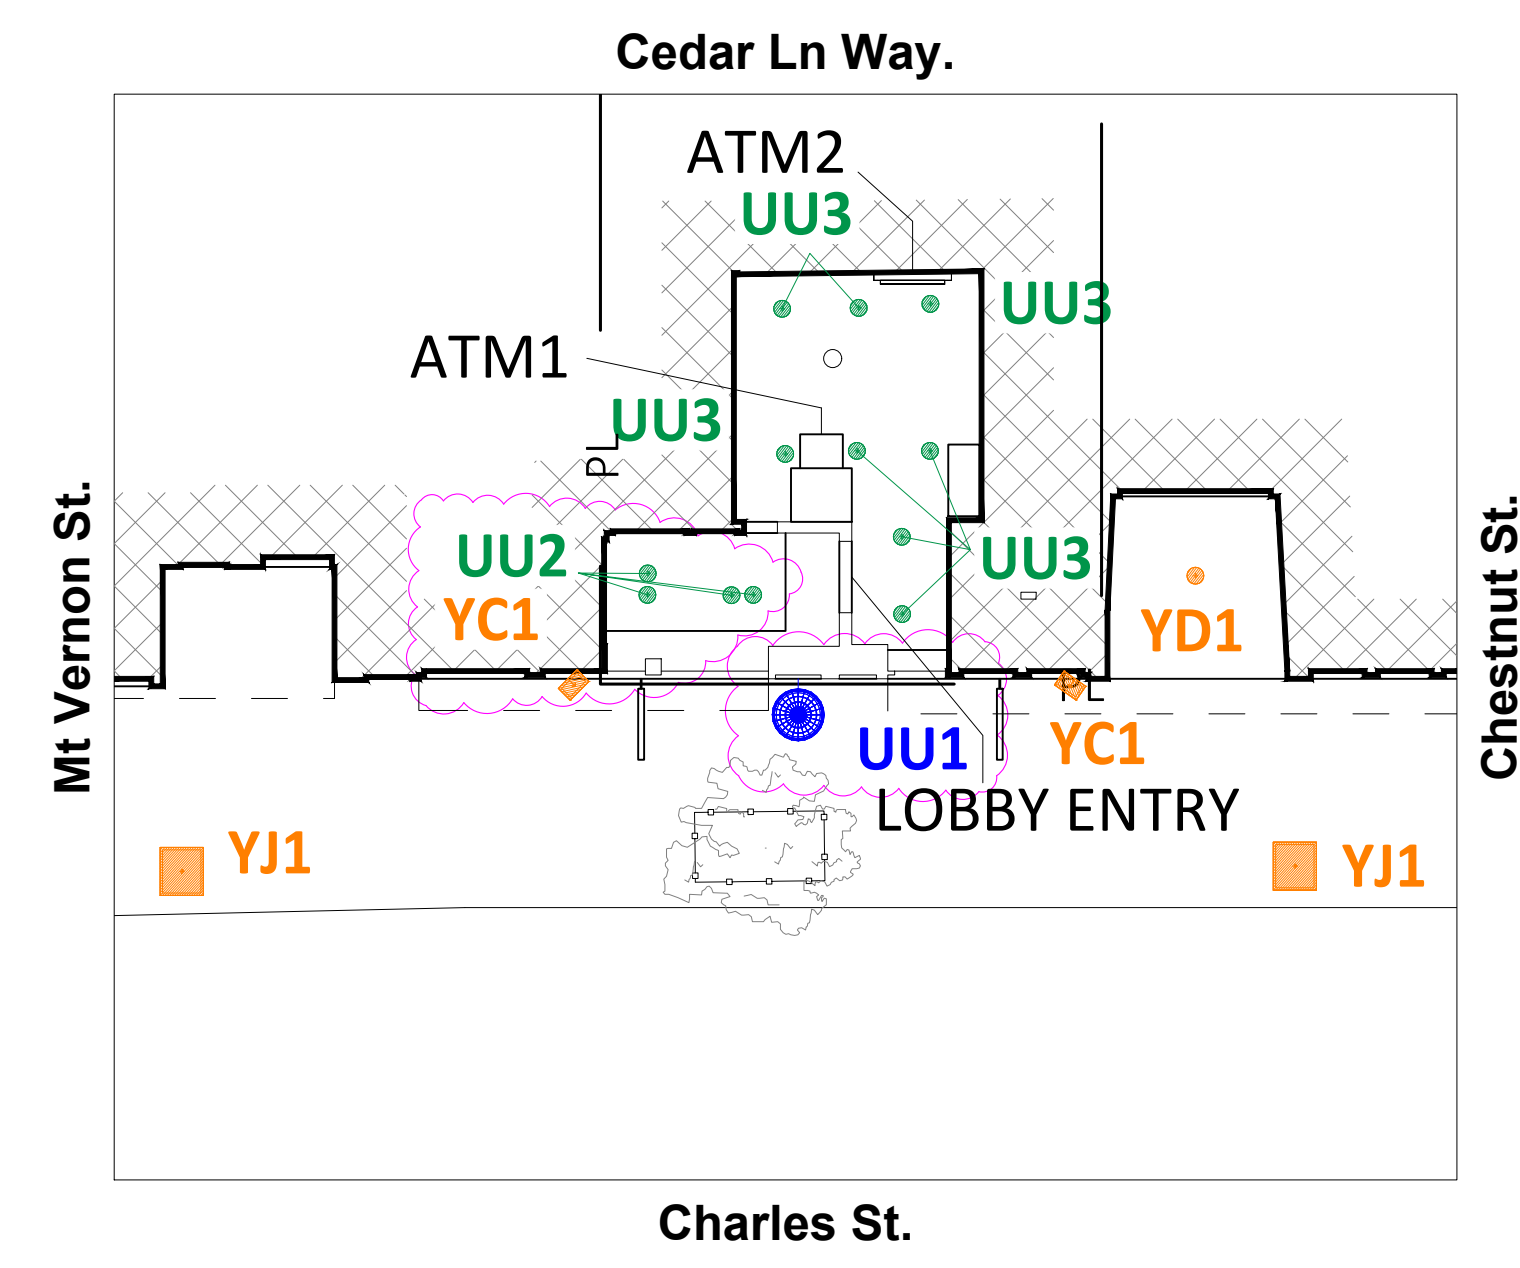 Cedar Ln Way.
ATM2
UU3
UU3
ATM1
UU3
PL
Mt Vernon St.
Chestnut St.
UU2
UU3
YC1
YD1
PL
UU1
YC1
LOBBY ENTRY
YJ1
YJ1
Charles St.